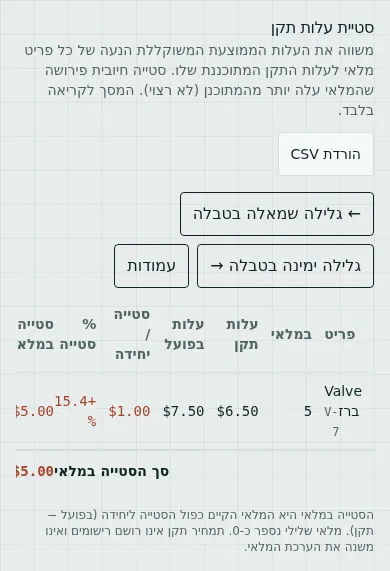 סטיית עלות תקן
משווה את העלות הממוצעת המשוקללת הנעה של כל פריט
מלאי לעלות התקן המתוכננת שלו. סטייה חיובית פירושה
שהמלאי עלה יותר מהמתוכנן (לא רצוי). המסך לקריאה
בלבד.
הורדת CSV
← גלילה שמאלה בטבלה
גלילה ימינה בטבלה →
עמודות
פריט במלאי עלות תקן עלות בפועל סטייה / יחידה % סטייה סטייה במלאי
Valve ברז V-7 5 $6.50 $7.50 $1.00 +15.4% $5.00
סך הסטייה במלאי $5.00
הסטייה במלאי היא המלאי הקיים כפול הסטייה ליחידה (בפועל −
תקן). מלאי שלילי נספר כ-0. תמחיר תקן אינו רושם רישומים ואינו
משנה את הערכת המלאי.